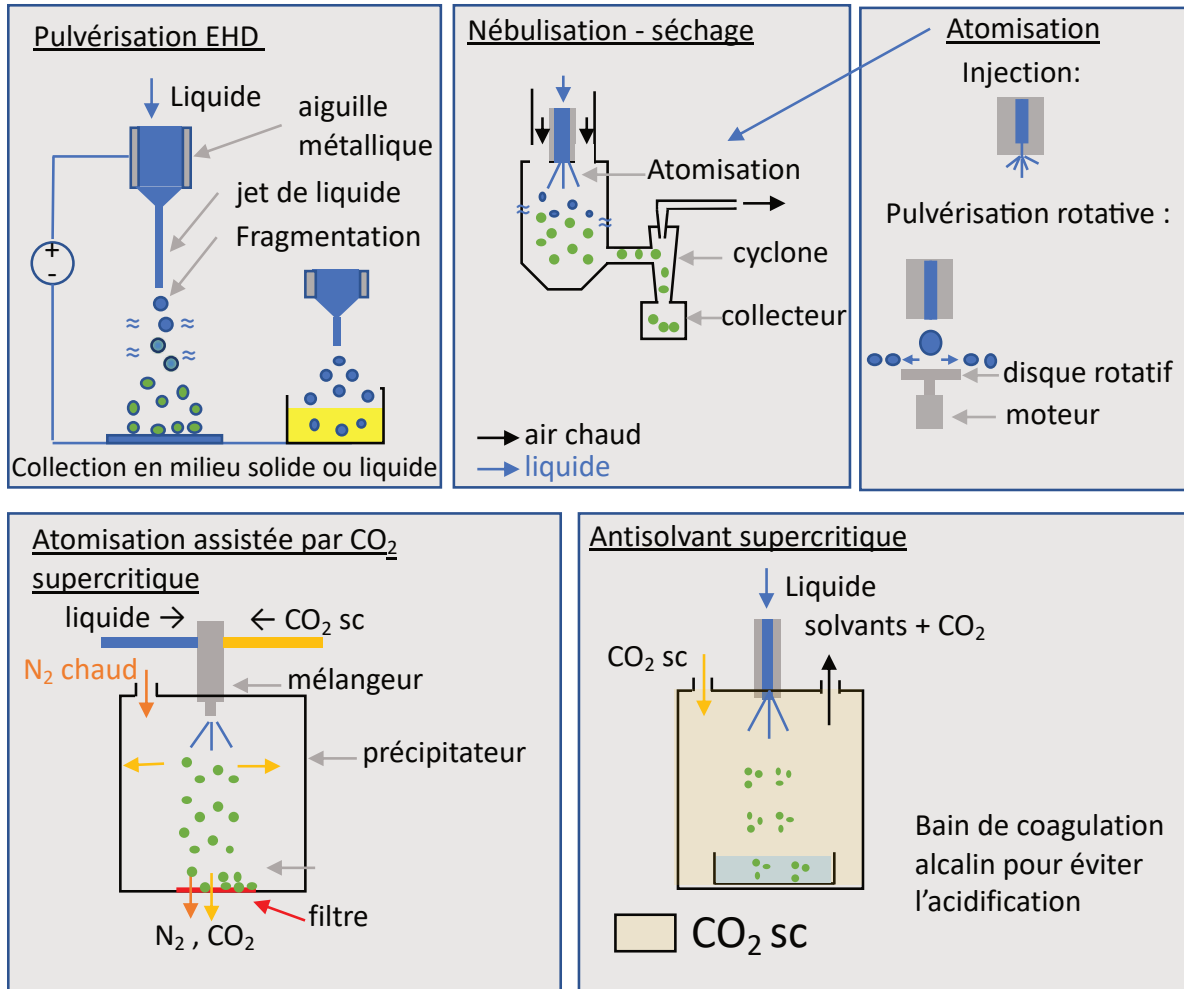 Pulvérisation EHD
Liquide
aiguille
métallique
jet de liquide
Fragmentation
+
-
Collection en milieu solide ou liquide
Nébulisation - séchage
Atomisation
cyclone
collecteur
air chaud
liquide
Atomisation
Injection:
Pulvérisation rotative :
disque rotatif
moteur
Atomisation assistée par CO₂
supercritique
liquide → ← CO₂ sc
N₂ chaud
mélangeur
précipitateur
filtre
N₂ , CO₂
Antisolvant supercritique
Liquide
solvants + CO₂
CO₂ sc
Bain de coagulation
alcalin pour éviter
l’acidification
CO₂ sc